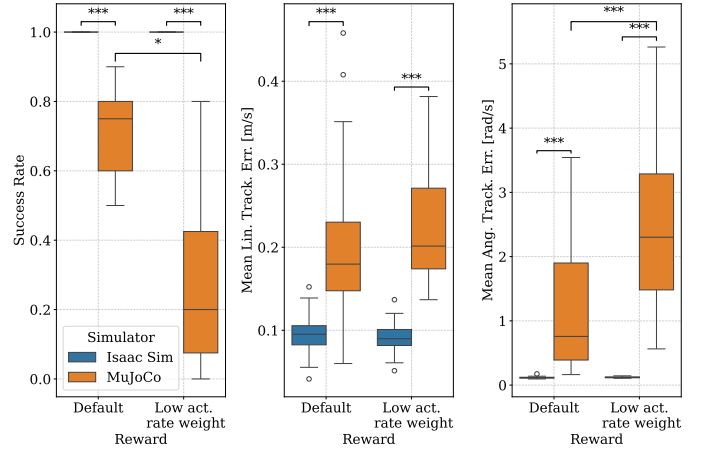 ***
***
*
1.0
0.8
0.6
0.4
0.2
0.0
Success Rate
Simulator
Isaac Sim
MuJoCo
Default
Low act.
rate weight
Reward
***
***
0.4
0.3
0.2
0.1
Mean Lin. Track. Err. [m/s]
Default
Low act.
rate weight
Reward
***
***
***
5
4
3
2
1
0
Mean Ang. Track. Err. [rad/s]
Default
Low act.
rate weight
Reward